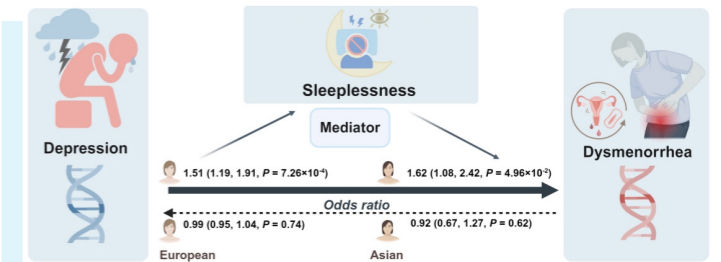 Sleeplessness
Mediator
Depression
Dysmenorrhea
1.51 (1.19, 1.91, P = 7.26×10⁻⁴)
1.62 (1.08, 2.42, P = 4.96×10⁻²)
Odds ratio
0.99 (0.95, 1.04, P = 0.74)
0.92 (0.67, 1.27, P = 0.62)
European
Asian